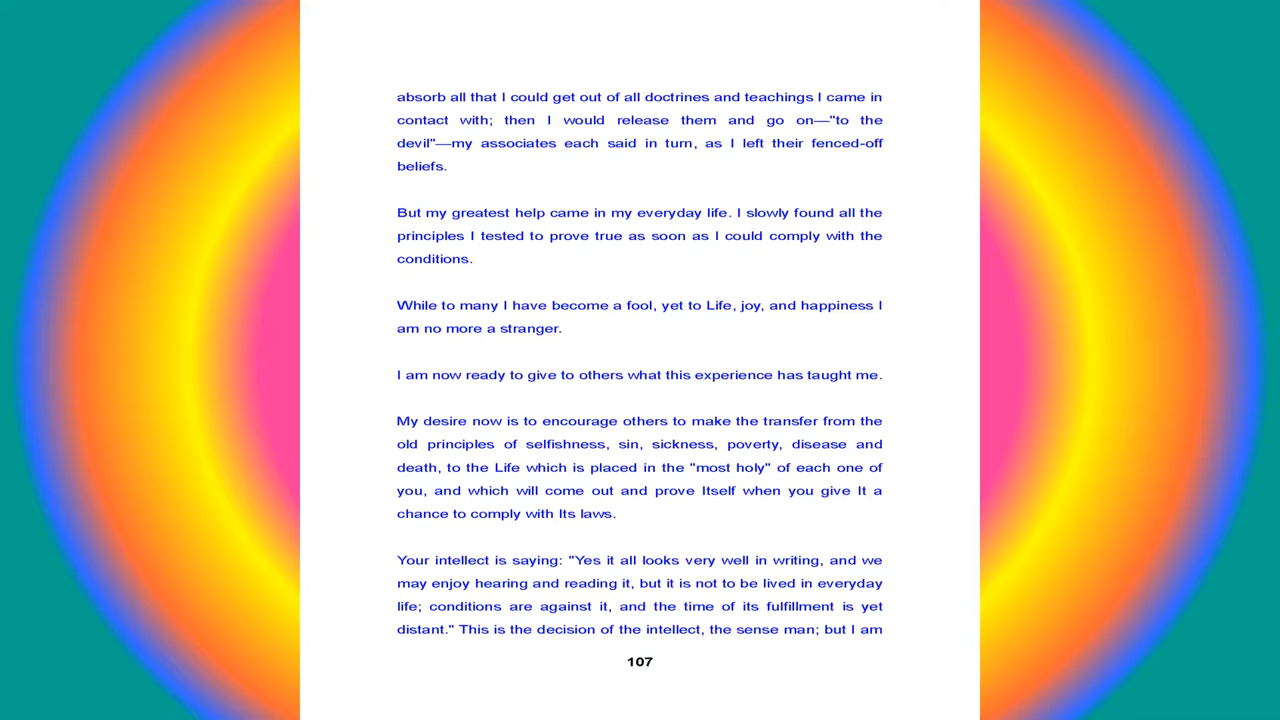 absorb all that I could get out of all doctrines and teachings I came in
contact with; then I would release them and go on—"to the
devil"—my associates each said in turn, as I left their fenced-off
beliefs.
But my greatest help came in my everyday life. I slowly found all the
principles I tested to prove true as soon as I could comply with the
conditions.
While to many I have become a fool, yet to Life, joy, and happiness I
am no more a stranger.
I am now ready to give to others what this experience has taught me.
My desire now is to encourage others to make the transfer from the
old principles of selfishness, sin, sickness, poverty, disease and
death, to the Life which is placed in the "most holy" of each one of
you, and which will come out and prove Itself when you give It a
chance to comply with Its laws.
Your intellect is saying: "Yes it all looks very well in writing, and we
may enjoy hearing and reading it, but it is not to be lived in everyday
life; conditions are against it, and the time of its fulfillment is yet
distant." This is the decision of the intellect, the sense man; but I am
107